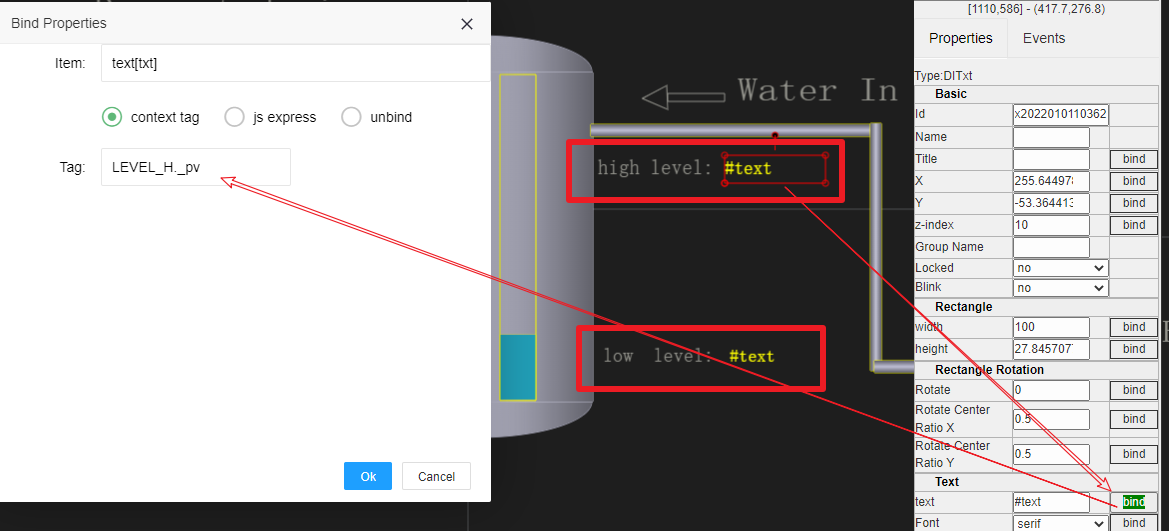 Bind Properties
Item: text[txt]
context tag js express unbind
Tag: LEVEL_H._pv
Ok Cancel
Water In
high level: #text
low level: #text
[1110,586] - (417.7,276.8)
Properties Events
Type:DITxt
Basic
Id x2022010110362
Name
Title bind
X 255.644978 bind
Y -53.364413 bind
z-index 10 bind
Group Name
Locked no
Blink no
Rectangle
width 100 bind
height 27.845707 bind
Rectangle Rotation
Rotate 0 bind
Rotate Center
Ratio X 0.5 bind
Rotate Center
Ratio Y 0.5 bind
Text
text #text bind
Font serif bind